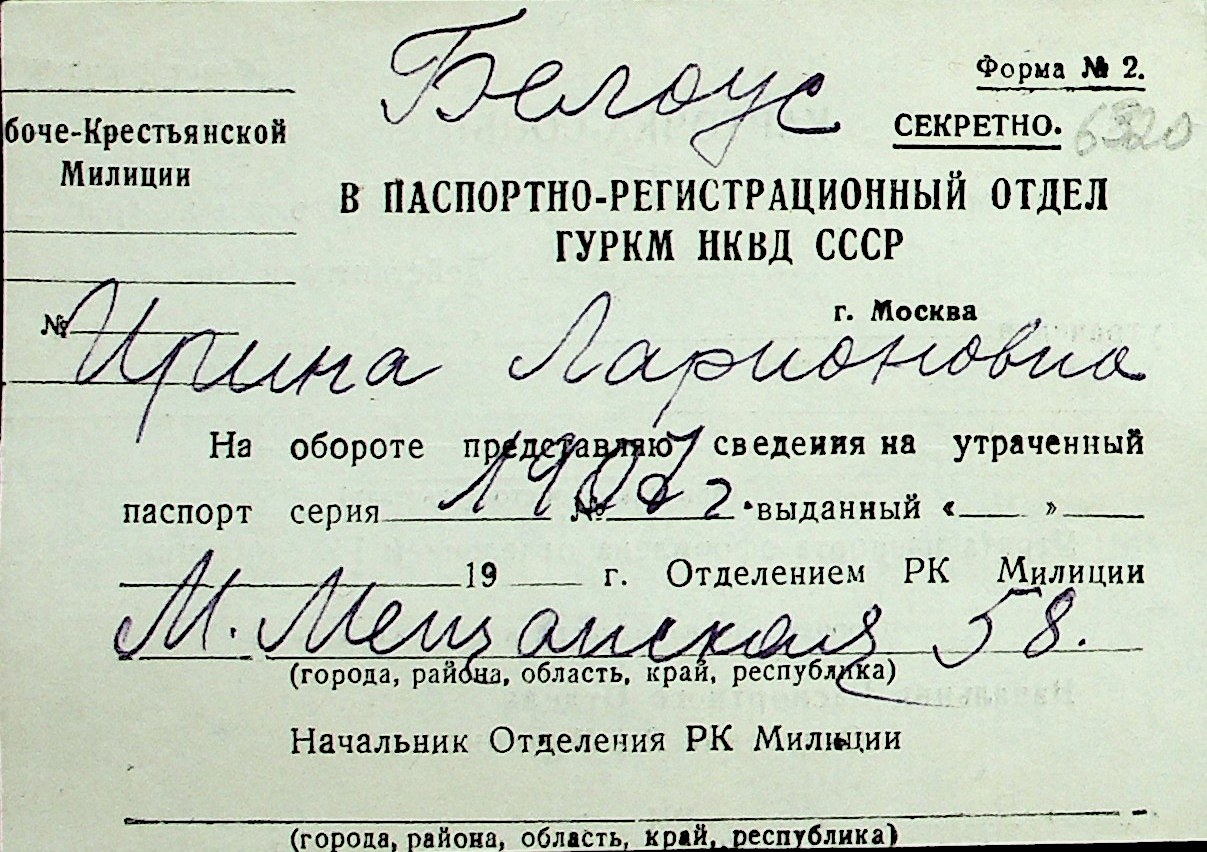 Белоус
Форма № 2.
СЕКРЕТНО. 6320
боче-Крестьянской
Милиции
В ПАСПОРТНО-РЕГИСТРАЦИОННЫЙ ОТДЕЛ
ГУРКМ НКВД СССР
г. Москва
№
Ирина Ларионовна
На обороте представляю сведения на утраченный
1907 г.
паспорт серия № выданный « »
19 г. Отделением РК Милиции
М. Мещанская 58.
(города, района, область, край, республика)
Начальник Отделения РК Милиции
(города, района, область, край, республика)